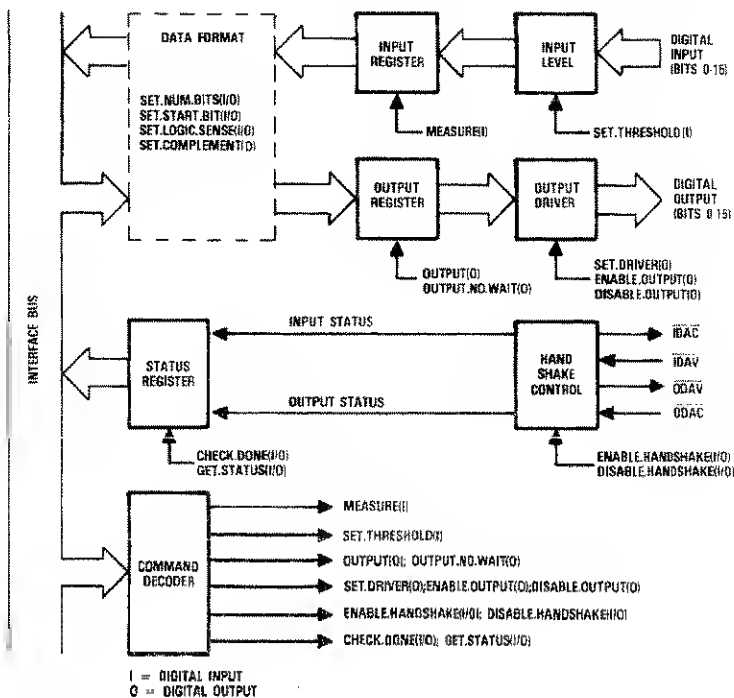 DATA FORMAT
SET.NUM.BITS(I/O)
SET.START.BIT(I/O)
SET.LOGIC.SENSE(I/O)
SET.COMPLEMENT(O)
INPUT
REGISTER
INPUT
LEVEL
DIGITAL
INPUT
(BITS 0-15)
MEASURE(I)
SET.THRESHOLD(I)
OUTPUT
REGISTER
OUTPUT
DRIVER
DIGITAL
OUTPUT
(BITS 0-15)
OUTPUT(O)
OUTPUT.NO.WAIT(O)
SET.DRIVER(O)
ENABLE.OUTPUT(O)
DISABLE.OUTPUT(O)
INTERFACE BUS
STATUS
REGISTER
INPUT STATUS
OUTPUT STATUS
HAND
SHAKE
CONTROL
IDAC
IDAV
ODAV
ODAC
CHECK.DONE(I/O)
GET.STATUS(I/O)
ENABLE.HANDSHAKE(I/O)
DISABLE.HANDSHAKE(I/O)
COMMAND
DECODER
MEASURE(I)
SET.THRESHOLD(I)
OUTPUT(O); OUTPUT.NO.WAIT(O)
SET.DRIVER(O);ENABLE.OUTPUT(O);DISABLE.OUTPUT(O)
ENABLE.HANDSHAKE(I/O); DISABLE.HANDSHAKE(I/O)
CHECK.DONE(I/O); GET.STATUS(I/O)
I = DIGITAL INPUT
O = DIGITAL OUTPUT